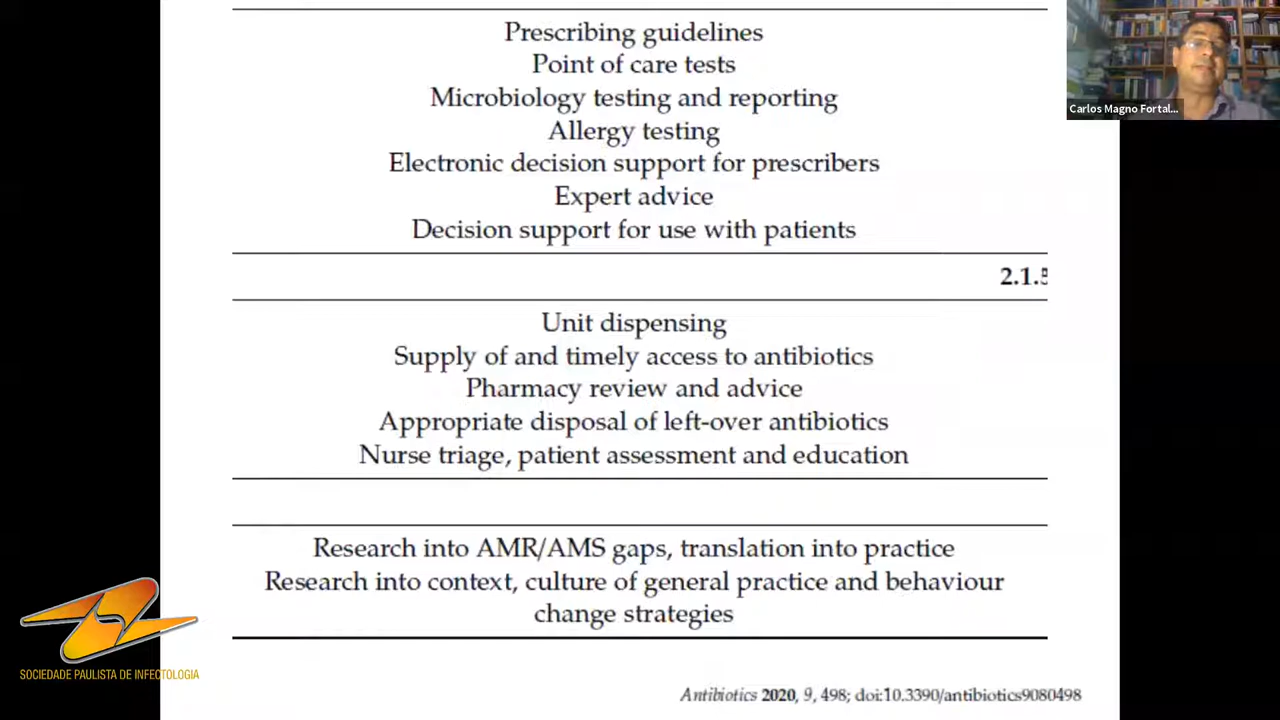 Prescribing guidelines
Point of care tests
Microbiology testing and reporting
Allergy testing
Electronic decision support for prescribers
Expert advice
Decision support for use with patients
2.1.5
Unit dispensing
Supply of and timely access to antibiotics
Pharmacy review and advice
Appropriate disposal of left-over antibiotics
Nurse triage, patient assessment and education
Research into AMR/AMS gaps, translation into practice
Research into context, culture of general practice and behaviour
change strategies
Antibiotics 2020, 9, 498; doi:10.3390/antibiotics9080498
Carlos Magno Fortal...
SOCIEDADE PAULISTA DE INFECTOLOGIA